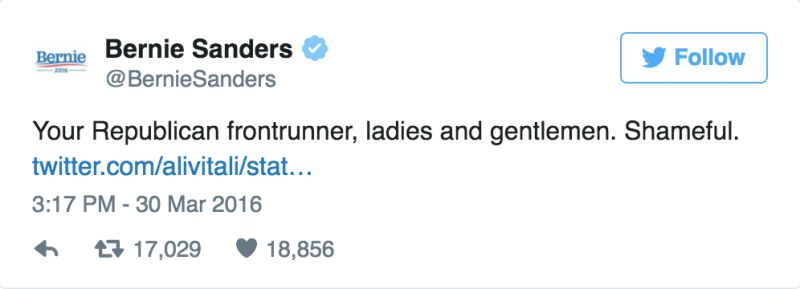 Bernie
2016
Bernie Sanders
@BernieSanders
Follow
Your Republican frontrunner, ladies and gentlemen. Shameful.
twitter.com/alivitali/stat…
3:17 PM - 30 Mar 2016
17,029 18,856